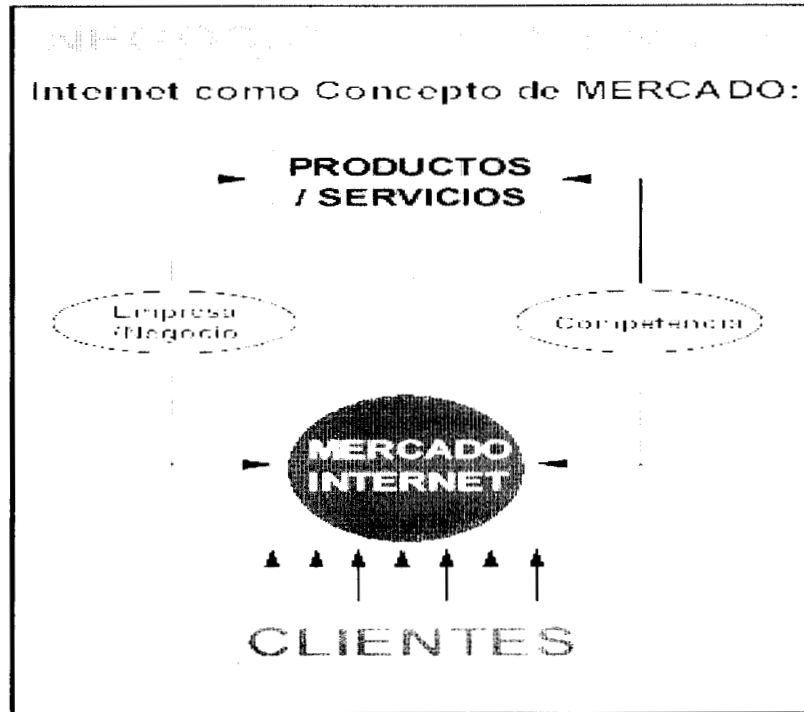 Internet como Concepto de MERCADO:
PRODUCTOS
/ SERVICIOS
Empresa
/Negocio
Competencia
MERCADO
INTERNET
CLIENTES